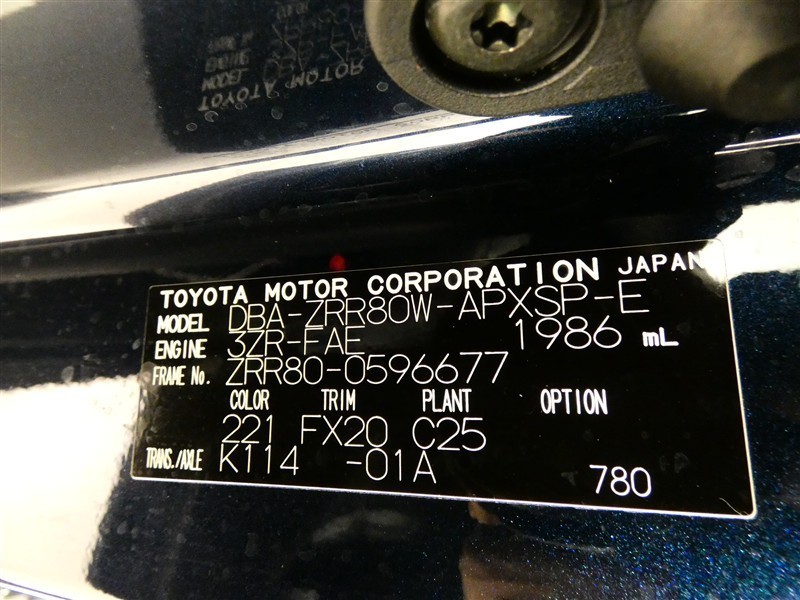 TOYOTA MOTOR CORPORATION JAPAN
MODEL DBA-ZRR80W-APXSP-E
ENGINE 3ZR-FAE 1986 mL
FRAME No. ZRR80-0596677
COLOR TRIM PLANT OPTION
221 FX20 C25
TRANS./AXLE K114 -01A 780